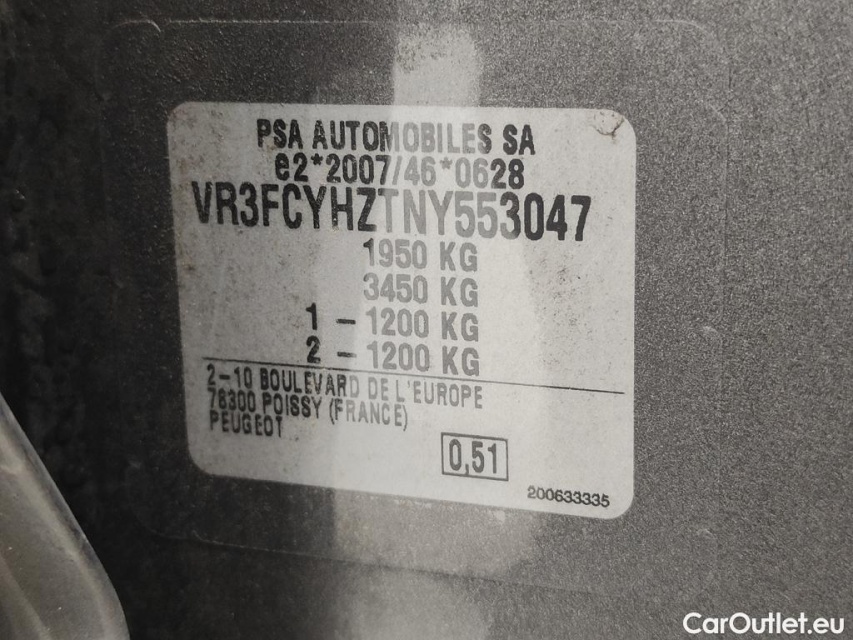 PSA AUTOMOBILES SA
e2*2007/46*0628
VR3FCYHZTNY553047
1950 KG
3450 KG
1 – 1200 KG
2 – 1200 KG
2-10 BOULEVARD DE L'EUROPE
78300 POISSY (FRANCE)
PEUGEOT
0,51
200633335
CarOutlet.eu